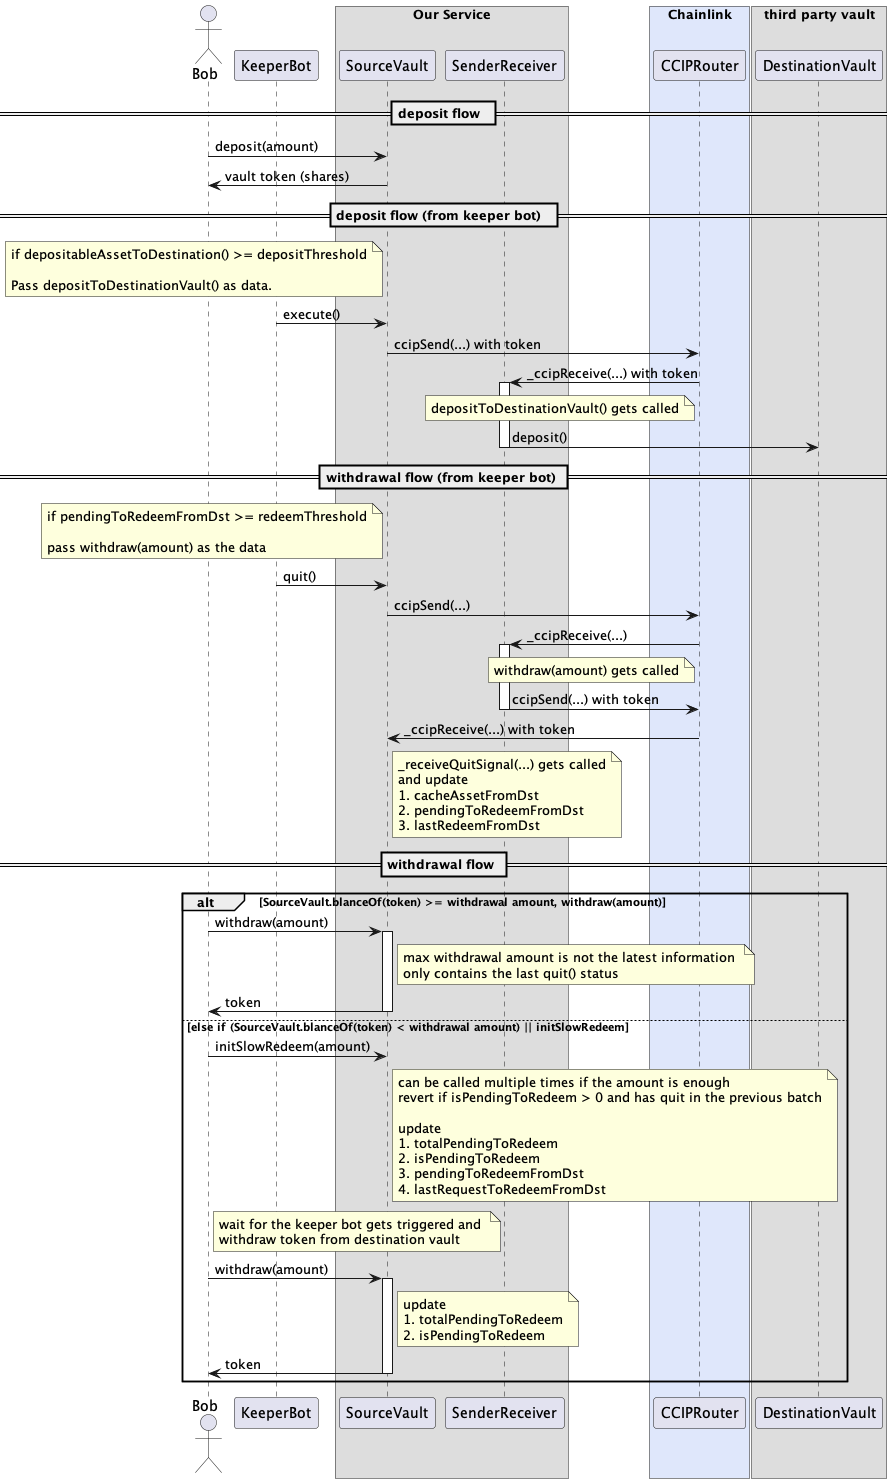 Our Service
Chainlink
third party vault
Bob
KeeperBot
SourceVault
SenderReceiver
CCIPRouter
DestinationVault
deposit flow
deposit(amount)
vault token (shares)
deposit flow (from keeper bot)
if depositableAssetToDestination() >= depositThreshold
Pass depositToDestinationVault() as data.
execute()
ccipSend(...) with token
_ccipReceive(...) with token
depositToDestinationVault() gets called
deposit()
withdrawal flow (from keeper bot)
if pendingToRedeemFromDst >= redeemThreshold
pass withdraw(amount) as the data
quit()
ccipSend(...)
_ccipReceive(...)
withdraw(amount) gets called
ccipSend(...) with token
_ccipReceive(...) with token
_receiveQuitSignal(...) gets called
and update
1. cacheAssetFromDst
2. pendingToRedeemFromDst
3. lastRedeemFromDst
withdrawal flow
alt
[SourceVault.blanceOf(token) >= withdrawal amount, withdraw(amount)]
withdraw(amount)
max withdrawal amount is not the latest information
only contains the last quit() status
token
[else if (SourceVault.blanceOf(token) < withdrawal amount) || initSlowRedeem]
initSlowRedeem(amount)
can be called multiple times if the amount is enough
revert if isPendingToRedeem > 0 and has quit in the previous batch
update
1. totalPendingToRedeem
2. isPendingToRedeem
3. pendingToRedeemFromDst
4. lastRequestToRedeemFromDst
wait for the keeper bot gets triggered and
withdraw token from destination vault
withdraw(amount)
update
1. totalPendingToRedeem
2. isPendingToRedeem
token
Bob
KeeperBot
SourceVault
SenderReceiver
CCIPRouter
DestinationVault